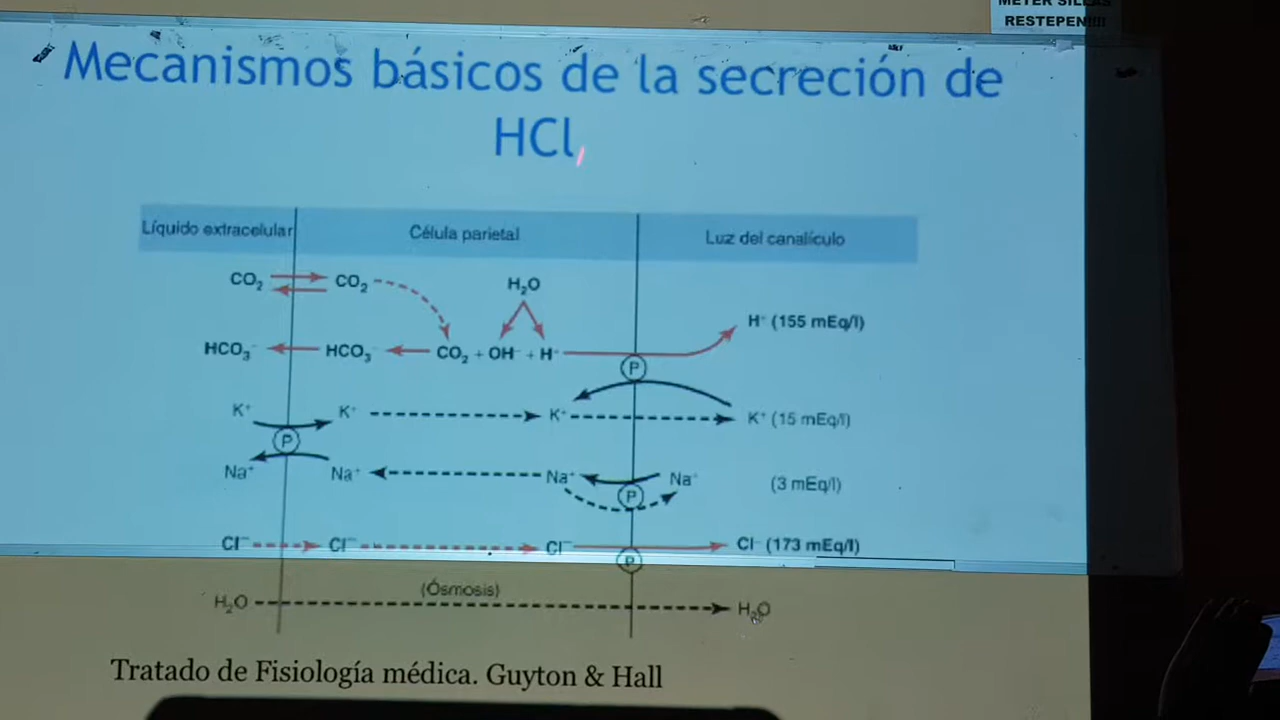 METER SILLAS
RESTEPEN!!!!
Mecanismos básicos de la secreción de
HCl
Líquido extracelular Célula parietal Luz del canalículo
CO₂ CO₂ H₂O
H⁺ (155 mEq/l)
HCO₃⁻ HCO₃⁻ CO₂ + OH⁻ + H⁺
P
K⁺ K⁺ K⁺ K⁺ (15 mEq/l)
P
Na⁺ Na⁺ Na⁺ Na⁺ (3 mEq/l)
P
Cl⁻ Cl⁻ Cl⁻ Cl⁻ (173 mEq/l)
P
(Ósmosis)
H₂O H₂O
Tratado de Fisiología médica. Guyton & Hall